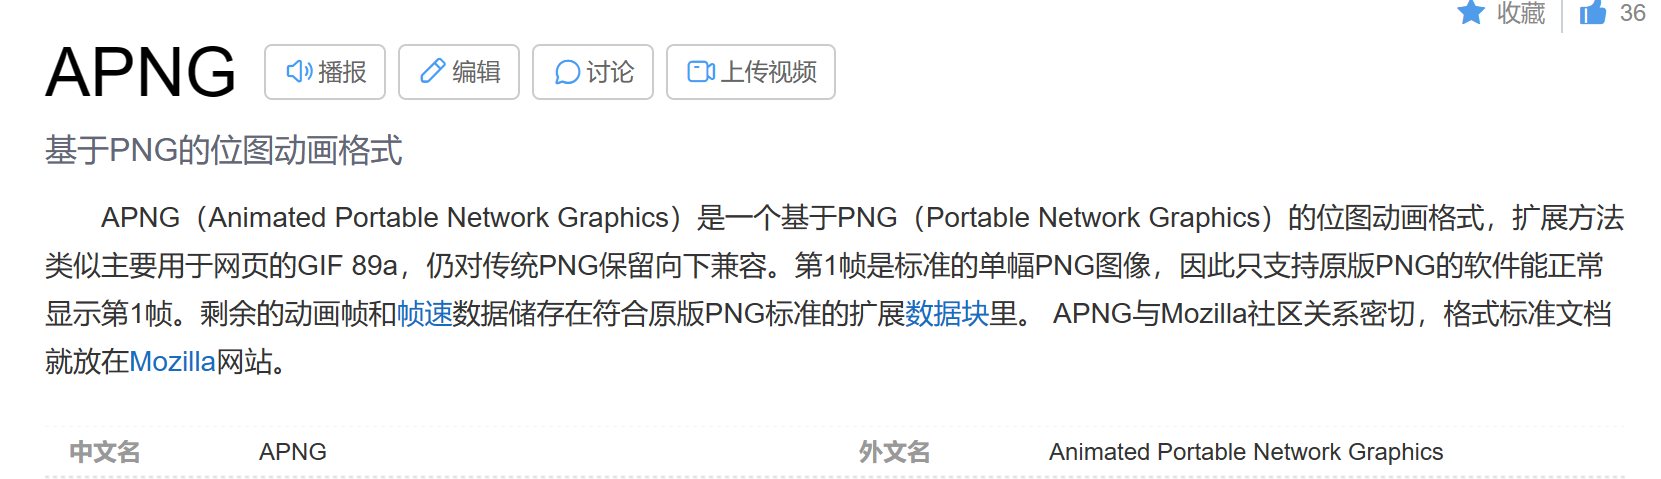 收藏 36
APNG 播报 编辑 讨论 上传视频
基于PNG的位图动画格式
APNG（Animated Portable Network Graphics）是一个基于PNG（Portable Network Graphics）的位图动画格式，扩展方法
类似主要用于网页的GIF 89a，仍对传统PNG保留向下兼容。第1帧是标准的单幅PNG图像，因此只支持原版PNG的软件能正常
显示第1帧。剩余的动画帧和帧速数据储存在符合原版PNG标准的扩展数据块里。 APNG与Mozilla社区关系密切，格式标准文档
就放在Mozilla网站。
中文名 APNG 外文名 Animated Portable Network Graphics